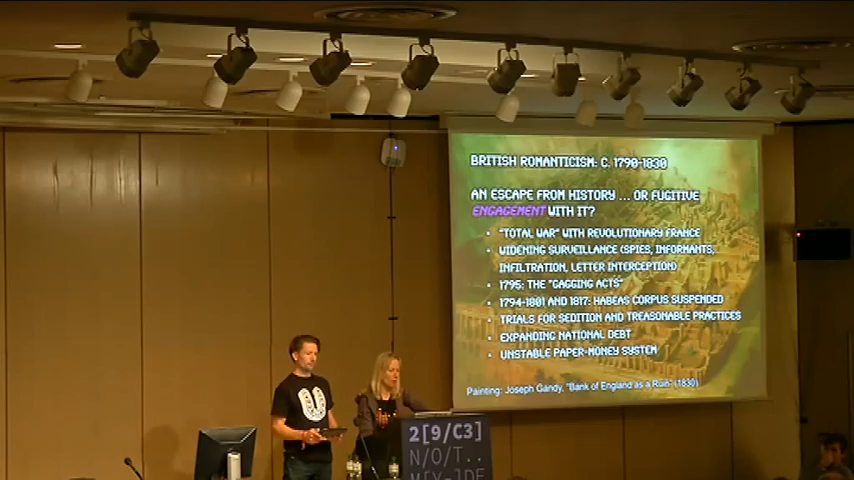 BRITISH ROMANTICISM: C. 1790-1830
AN ESCAPE FROM HISTORY ... OR FUGITIVE
ENGAGEMENT WITH IT?
• "TOTAL WAR" WITH REVOLUTIONARY FRANCE
• WIDENING SURVEILLANCE (SPIES, INFORMANTS,
INFILTRATION, LETTER INTERCEPTION)
• 1795: THE "GAGGING ACTS"
• 1794-1801 AND 1817: HABEAS CORPUS SUSPENDED
• TRIALS FOR SEDITION AND TREASONABLE PRACTICES
• EXPANDING NATIONAL DEBT
• UNSTABLE PAPER-MONEY SYSTEM
Painting: Joseph Gandy, "Bank of England as a Ruin" (1830)
2[9/C3]
N/O/T..